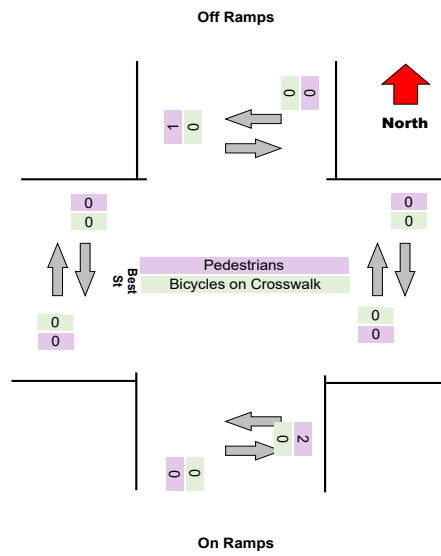 Off Ramps
0 0
1 0
North
0
0
0
0
Best
St
Pedestrians
Bicycles on Crosswalk
0
0
0
0
0 2
0 0
On Ramps